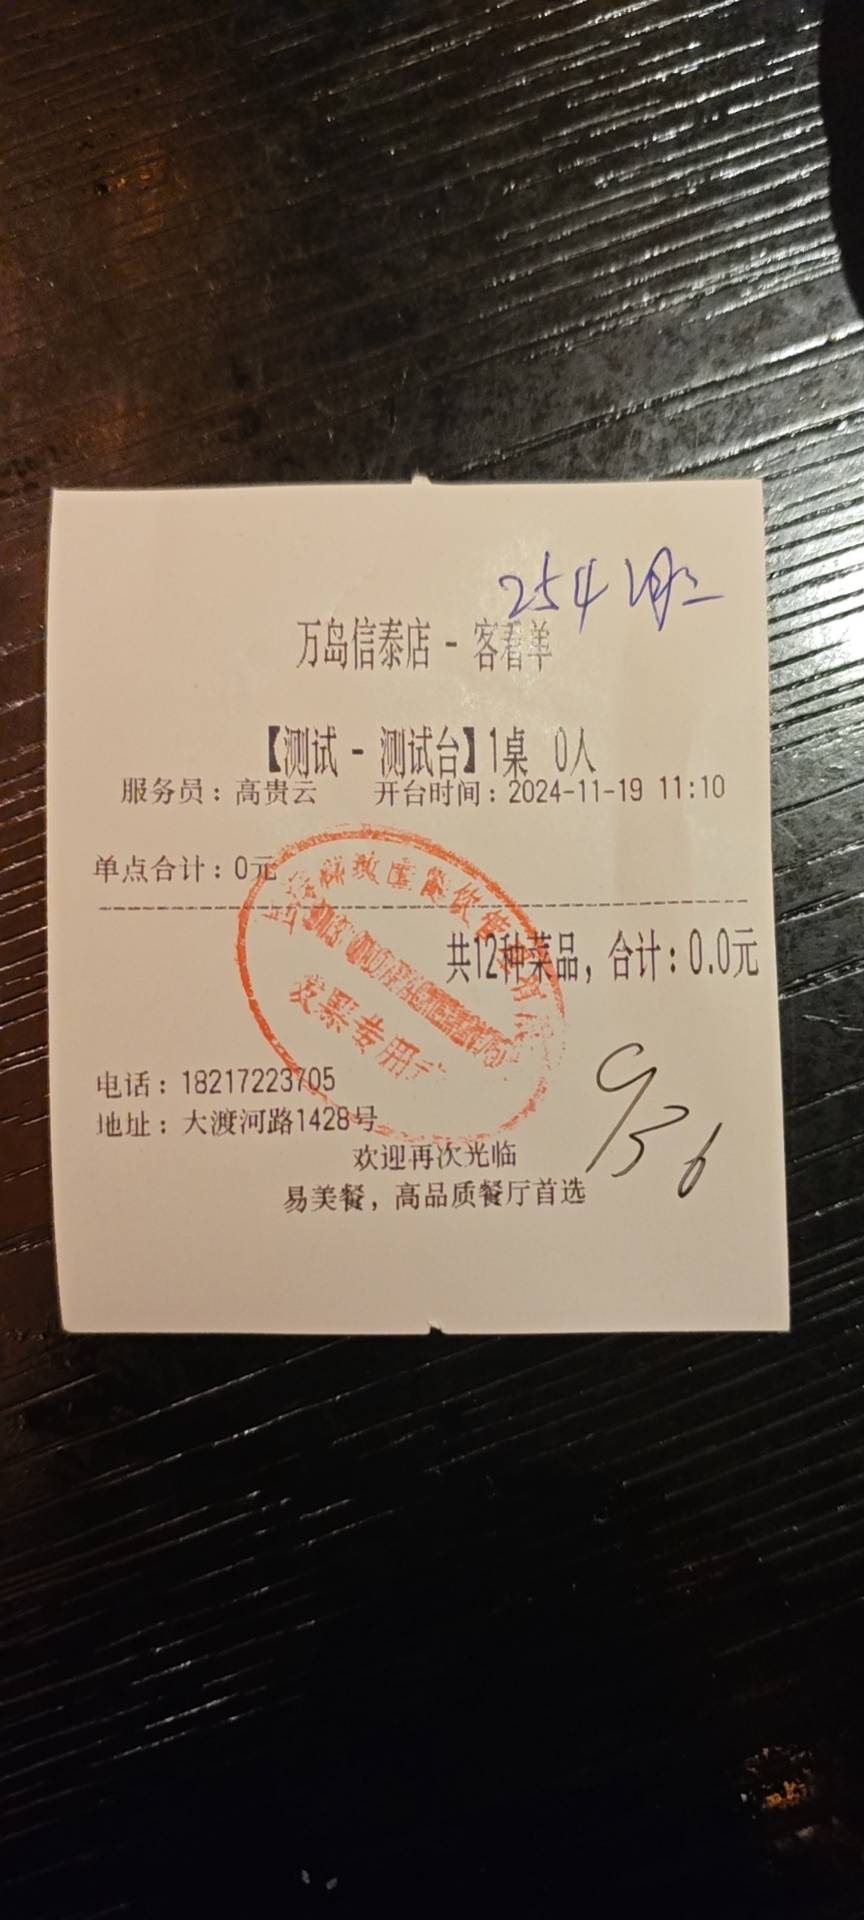 254
万岛信泰店 - 客看单
【测试 - 测试台】1桌 0人
服务员：高贵云 开台时间：2024-11-19 11:10
单点合计：0元
共12种菜品，合计：0.0元
发票专用
电话：18217223705
地址：大渡河路1428号
欢迎再次光临
易美餐，高品质餐厅首选